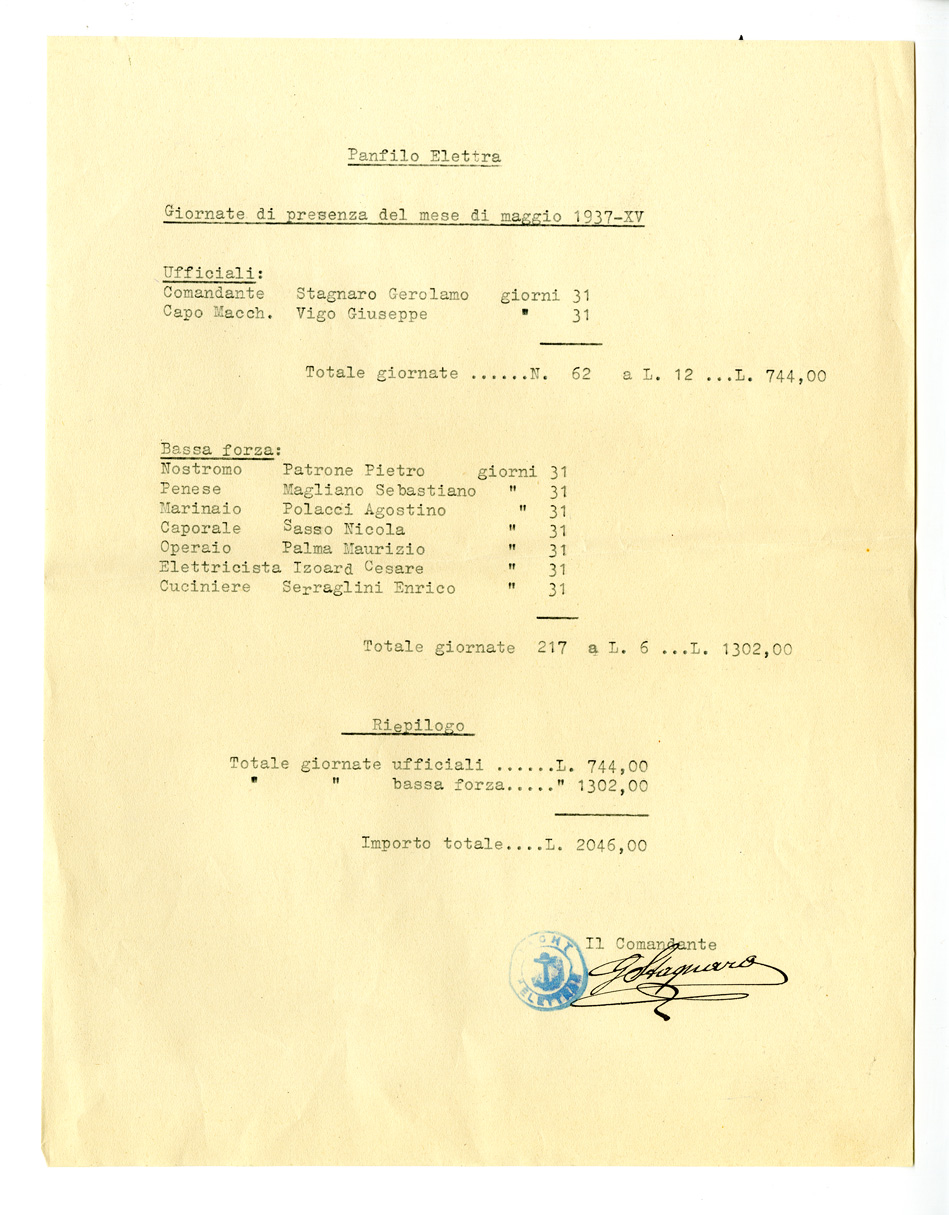 Panfilo Elettra
Giornate di presenza del mese di maggio 1937-XV
Ufficiali:
Comandante Stagnaro Gerolamo giorni 31
Capo Macch. Vigo Giuseppe " 31
Totale giornate ......N. 62 a L. 12 ...L. 744,00
Bassa forza:
Nostromo Patrone Pietro giorni 31
Penese Magliano Sebastiano " 31
Marinaio Polacci Agostino " 31
Caporale Sasso Nicola " 31
Operaio Palma Maurizio " 31
Elettricista Izoard Cesare " 31
Cuciniere Serraglini Enrico " 31
Totale giornate 217 a L. 6 ...L. 1302,00
Riepilogo
Totale giornate ufficiali ......L. 744,00
" " bassa forza....." 1302,00
Importo totale....L. 2046,00
Il Comandante
GStagnaro